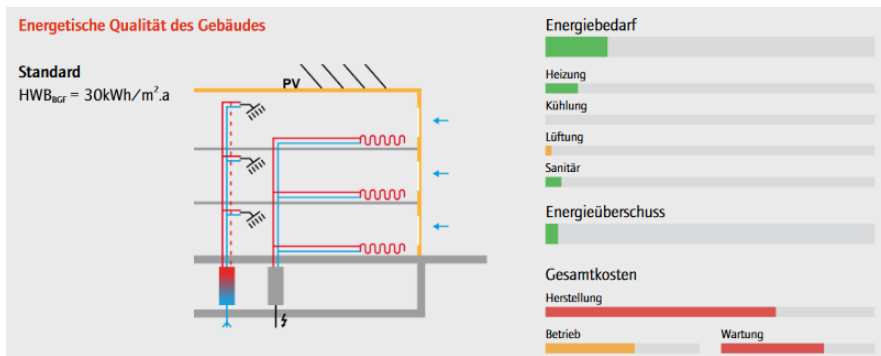 Energetische Qualität des Gebäudes
Standard
HWBBGF = 30kWh/m².a
PV
Energiebedarf
Heizung
Kühlung
Lüftung
Sanitär
Energieüberschuss
Gesamtkosten
Herstellung
Betrieb
Wartung